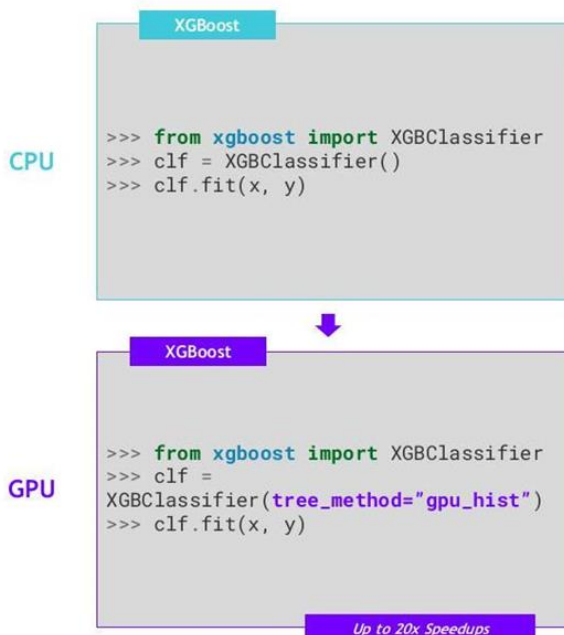 XGBoost
CPU
>>> from xgboost import XGBClassifier
>>> clf = XGBClassifier()
>>> clf.fit(x, y)
XGBoost
GPU
>>> from xgboost import XGBClassifier
>>> clf =
XGBClassifier(tree_method=”gpu_hist”)
>>> clf.fit(x, y)
Up to 20x Speedups